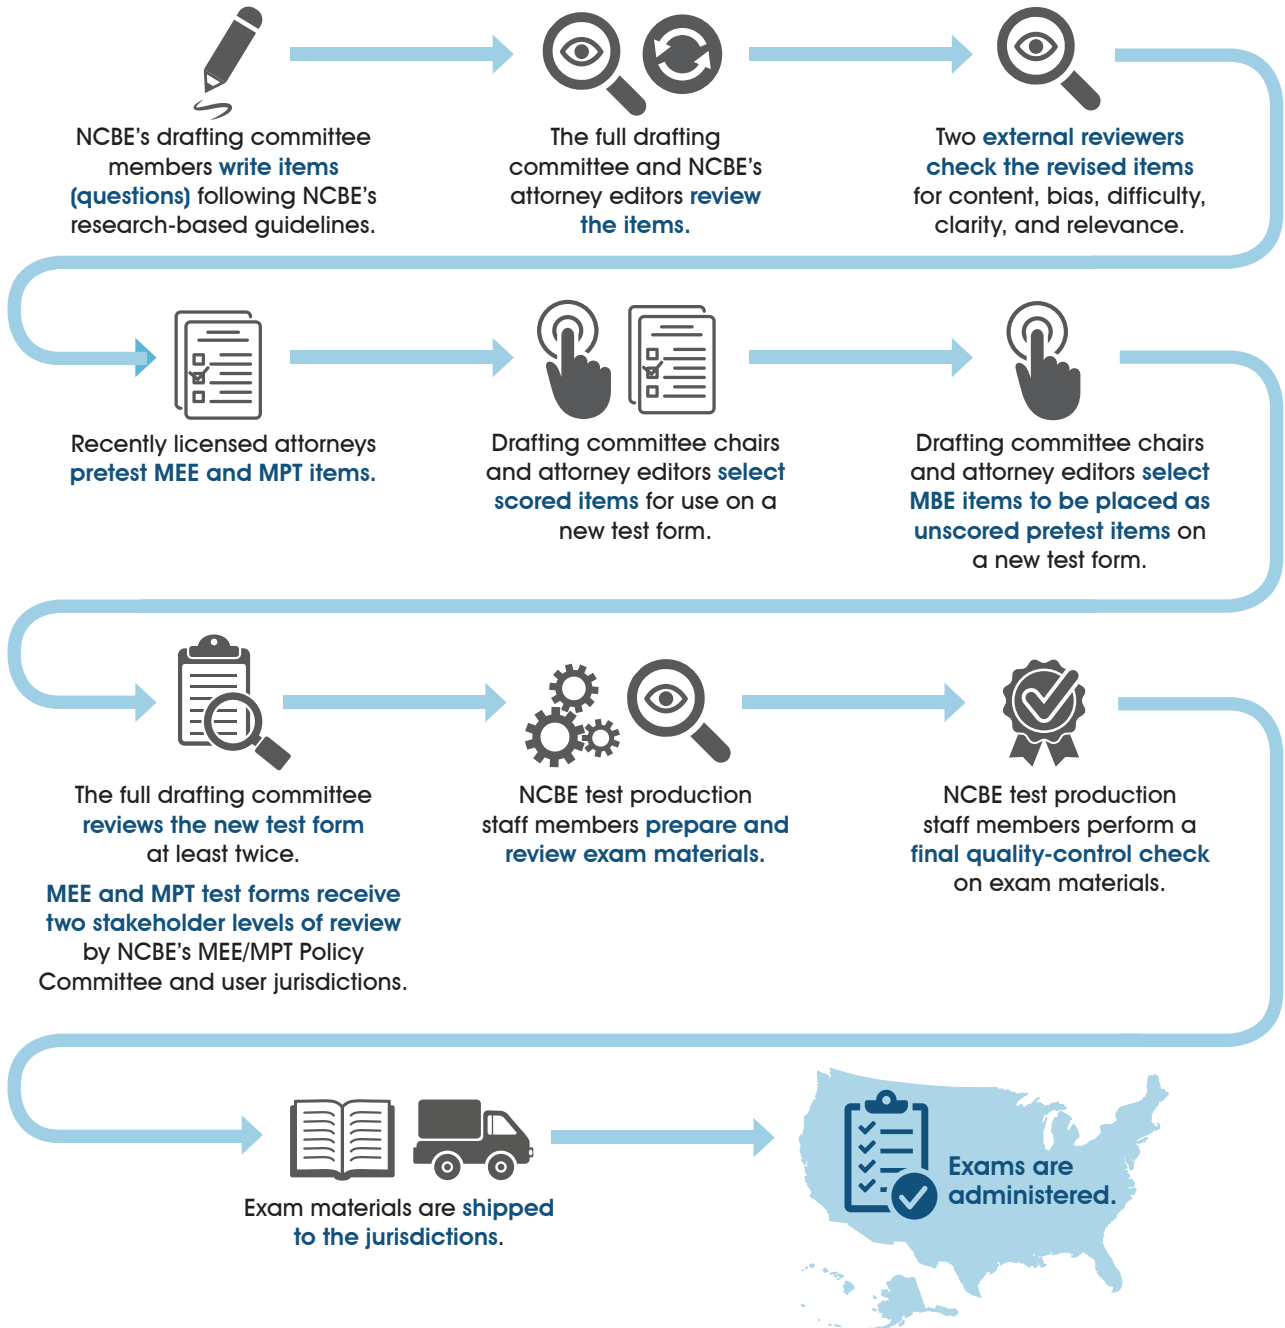 NCBE’s drafting committee
members write items
(questions) following NCBE’s
research-based guidelines.
The full drafting
committee and NCBE’s
attorney editors review
the items.
Two external reviewers
check the revised items
for content, bias, difficulty,
clarity, and relevance.
Recently licensed attorneys
pretest MEE and MPT items.
Drafting committee chairs
and attorney editors select
scored items for use on a
new test form.
Drafting committee chairs
and attorney editors select
MBE items to be placed as
unscored pretest items on
a new test form.
The full drafting committee
reviews the new test form
at least twice.
MEE and MPT test forms receive
two stakeholder levels of review
by NCBE’s MEE/MPT Policy
Committee and user jurisdictions.
NCBE test production
staff members prepare and
review exam materials.
NCBE test production
staff members perform a
final quality-control check
on exam materials.
Exam materials are shipped
to the jurisdictions.
Exams are
administered.